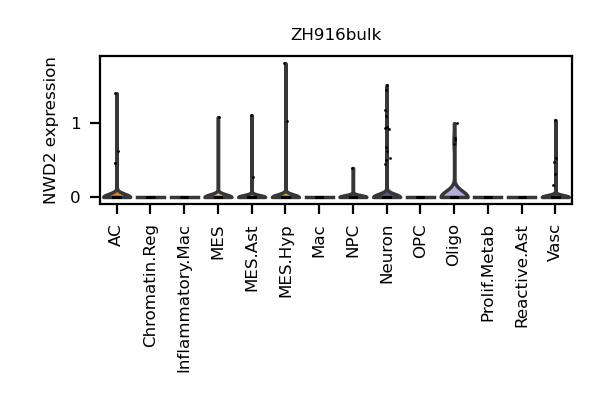 ZH916bulk
NWD2 expression
1
0
AC
Chromatin.Reg
Inflammatory.Mac
MES
MES.Ast
MES.Hyp
Mac
NPC
Neuron
OPC
Oligo
Prolif.Metab
Reactive.Ast
Vasc